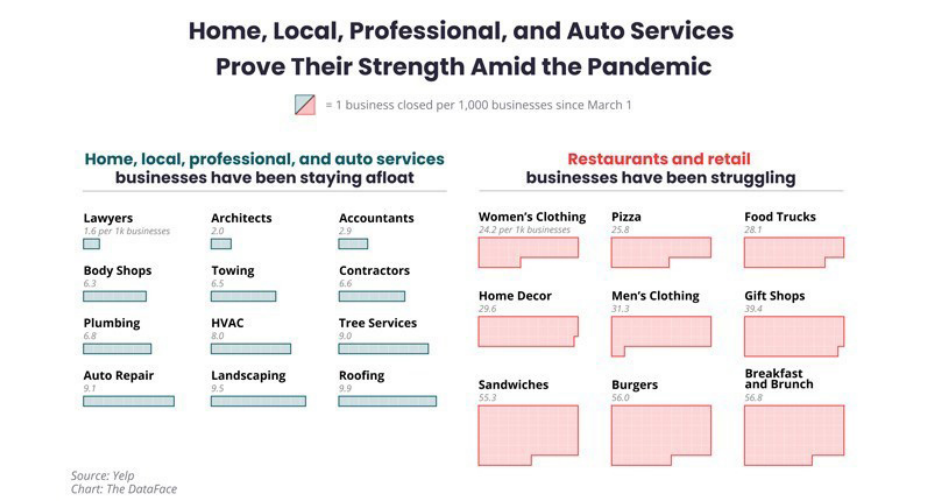 Home, Local, Professional, and Auto Services
Prove Their Strength Amid the Pandemic
= 1 business closed per 1,000 businesses since March 1
Home, local, professional, and auto services
businesses have been staying afloat
Lawyers
1.6 per 1k businesses
Architects
2.0
Accountants
2.9
Body Shops
6.3
Towing
6.5
Contractors
6.6
Plumbing
6.8
HVAC
8.0
Tree Services
9.0
Auto Repair
9.1
Landscaping
9.5
Roofing
9.9
Restaurants and retail
businesses have been struggling
Women's Clothing
24.2 per 1k businesses
Pizza
25.8
Food Trucks
28.1
Home Decor
29.6
Men's Clothing
31.3
Gift Shops
39.4
Sandwiches
55.3
Burgers
56.0
Breakfast
and Brunch
56.8
Source: Yelp
Chart: The DataFace